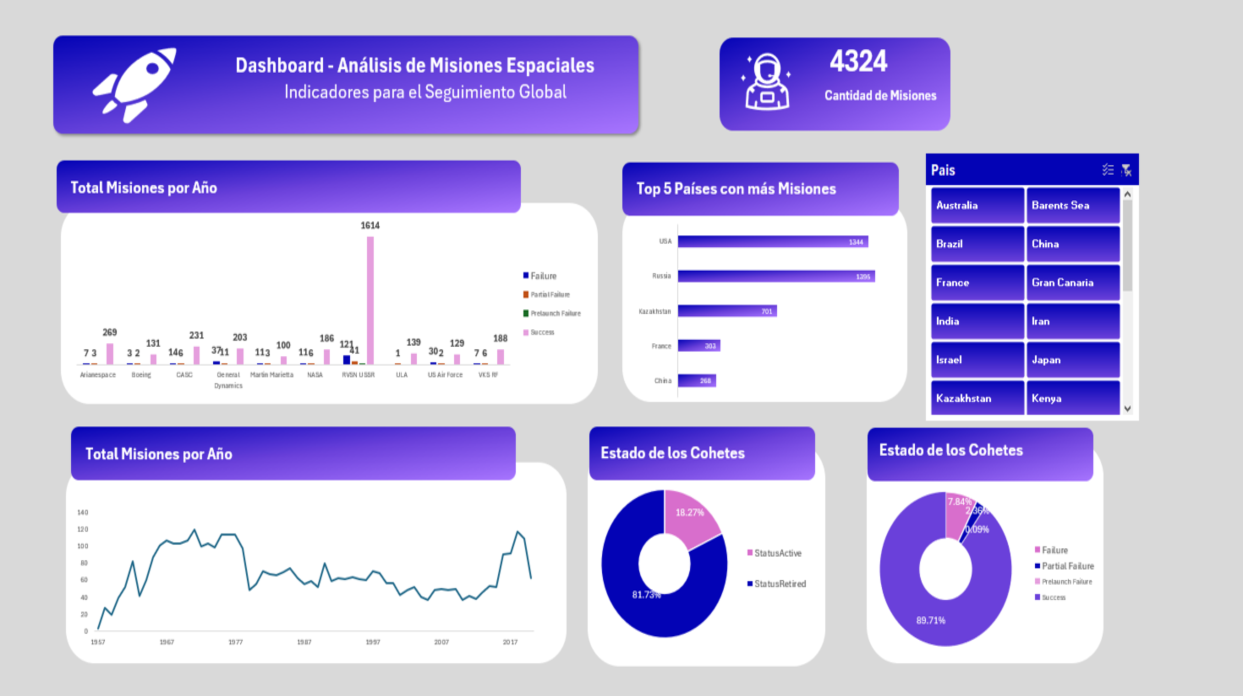 Dashboard - Análisis de Misiones Espaciales
Indicadores para el Seguimiento Global
4324
Cantidad de Misiones
Total Misiones por Año
1614
269
7 3
3 2
131
14 6
231
37 11
203
11 3
100
11 6
186
121
41
1
139
30 2
129
7 6
188
Arianespace
Boeing
CASC
General
Dynamics
Martin Marietta
NASA
RVSN USSR
ULA
US Air Force
VKS RF
Failure
Partial Failure
Prelaunch Failure
Success
Top 5 Países con más Misiones
USA 1344
Russia
Kazakhstan 701
France 303
China 268
Pais
Australia Barents Sea
Brazil China
France Gran Canaria
India Iran
Israel Japan
Kazakhstan Kenya
Total Misiones por Año
140
120
100
80
60
40
20
0
1957 1967 1977 1987 1997 2007 2017
Estado de los Cohetes
18.27%
81.73%
StatusActive
StatusRetired
Estado de los Cohetes
7.84%
2.36%
0.09%
89.71%
Failure
Partial Failure
Prelaunch Failure
Success